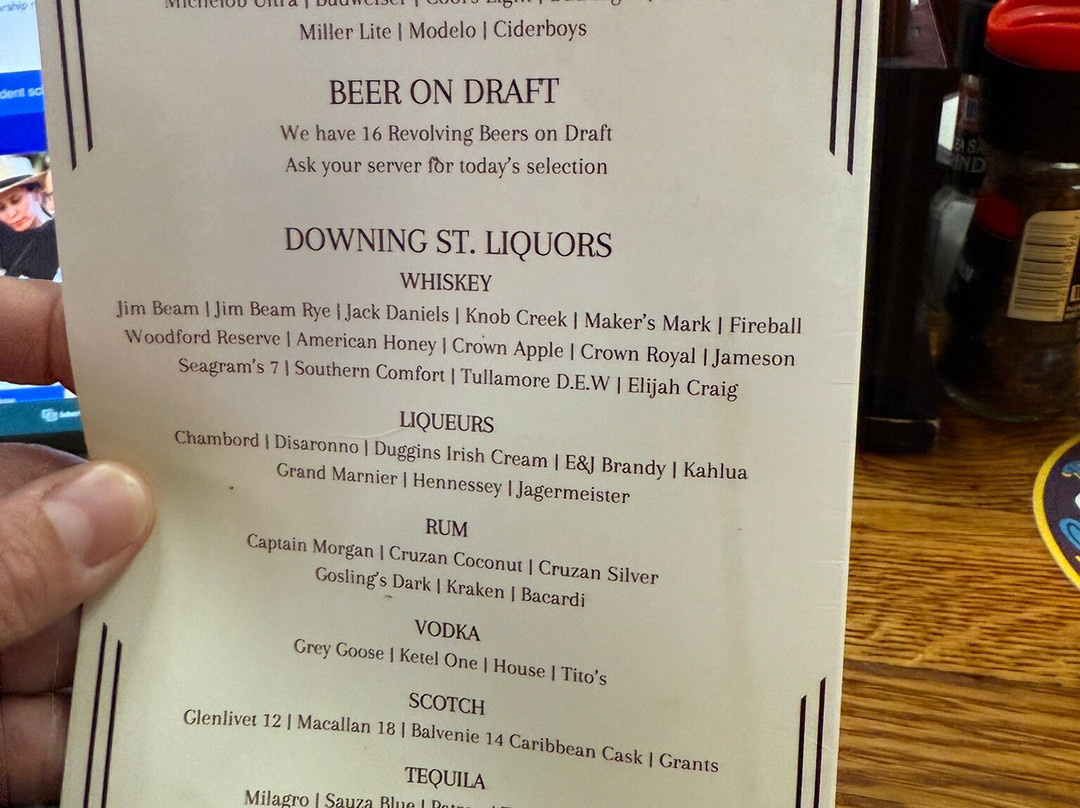 Michelob Ultra | Budweiser | Coors Light |
Miller Lite | Modelo | Ciderboys
BEER ON DRAFT
We have 16 Revolving Beers on Draft
Ask your server for today's selection
DOWNING ST. LIQUORS
WHISKEY
Jim Beam | Jim Beam Rye | Jack Daniels | Knob Creek | Maker's Mark | Fireball
Woodford Reserve | American Honey | Crown Apple | Crown Royal | Jameson
Seagram's 7 | Southern Comfort | Tullamore D.E.W | Elijah Craig
LIQUEURS
Chambord | Disaronno | Duggins Irish Cream | E&J Brandy | Kahlua
Grand Marnier | Hennessey | Jagermeister
RUM
Captain Morgan | Cruzan Coconut | Cruzan Silver
Gosling's Dark | Kraken | Bacardi
VODKA
Grey Goose | Ketel One | House | Tito's
SCOTCH
Glenlivet 12 | Macallan 18 | Balvenie 14 Caribbean Cask | Grants
TEQUILA
Milagro | Sauza Blue |